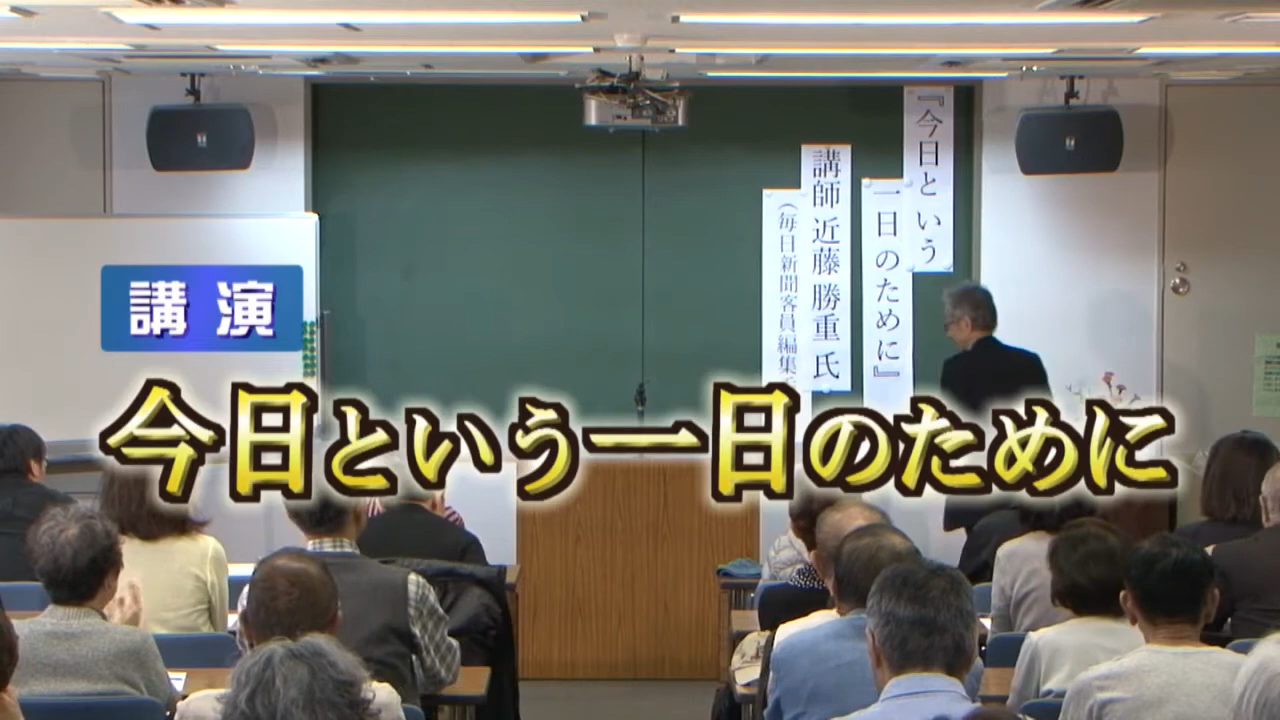 『今日という
一日のために』
講師 近藤勝重氏
(毎日新聞客員編集
講演
今日という一日のために